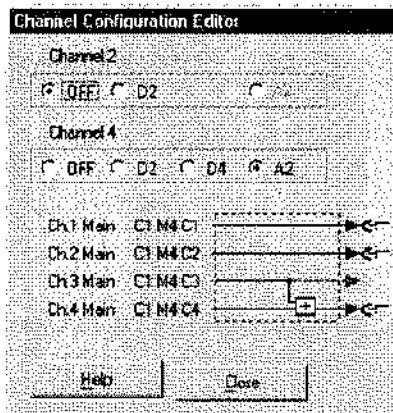 Channel Configuration Editor
Channel 2
OFF D2
Channel 4
OFF D2 D4 A2
Ch.1 Main C1 M4 C1
Ch.2 Main C1 M4 C2
Ch.3 Main C1 M4 C3
Ch.4 Main C1 M4 C4
Help Close